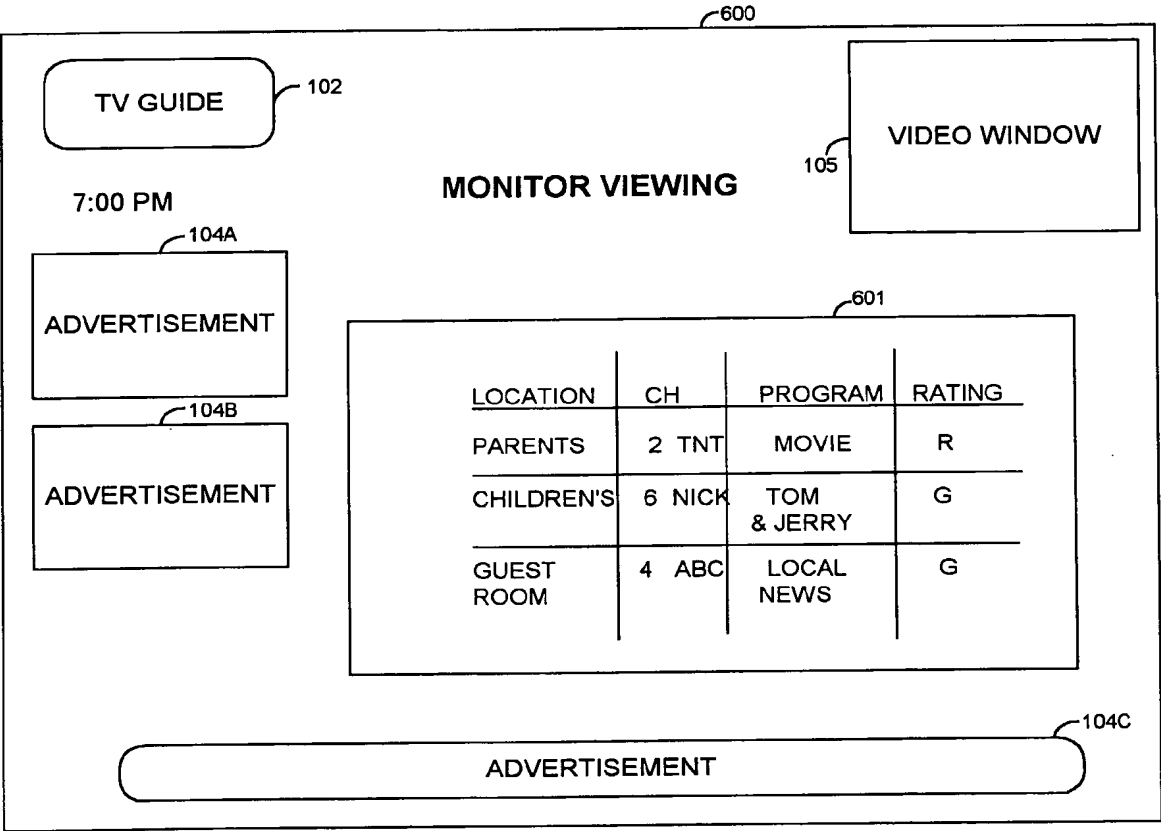 600
TV GUIDE
102
VIDEO WINDOW
105
MONITOR VIEWING
7:00 PM
104A
ADVERTISEMENT
104B
ADVERTISEMENT
601
LOCATION CH PROGRAM RATING
PARENTS 2 TNT MOVIE R
CHILDREN'S 6 NICK TOM G
& JERRY
GUEST 4 ABC LOCAL G
ROOM NEWS
104C
ADVERTISEMENT